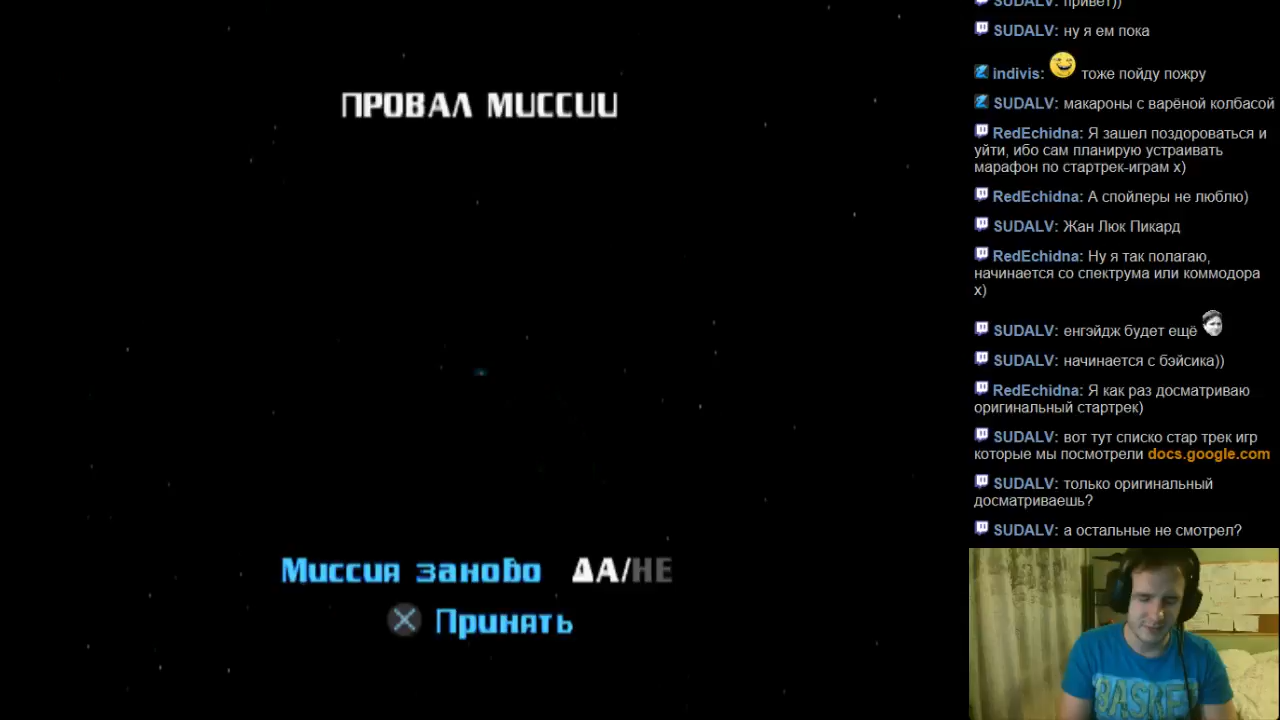 ПРОВАЛ МИССИИ
Миссия заново ДА/НЕ
Принять
SUDALV: привет))
SUDALV: ну я ем пока
indivis: тоже пойду пожру
SUDALV: макароны с варёной колбасой
RedEchidna: Я зашел поздороваться и
уйти, ибо сам планирую устраивать
марафон по стартрек-играм x)
RedEchidna: А спойлеры не люблю)
SUDALV: Жан Люк Пикард
RedEchidna: Ну я так полагаю,
начинается со спектрума или коммодора
x)
SUDALV: енгэйдж будет ещё
SUDALV: начинается с бэйсика))
RedEchidna: Я как раз досматриваю
оригинальный стартрек)
SUDALV: вот тут списко стар трек игр
которые мы посмотрели docs.google.com
SUDALV: только оригинальный
досматриваешь?
SUDALV: а остальные не смотрел?
BASKET